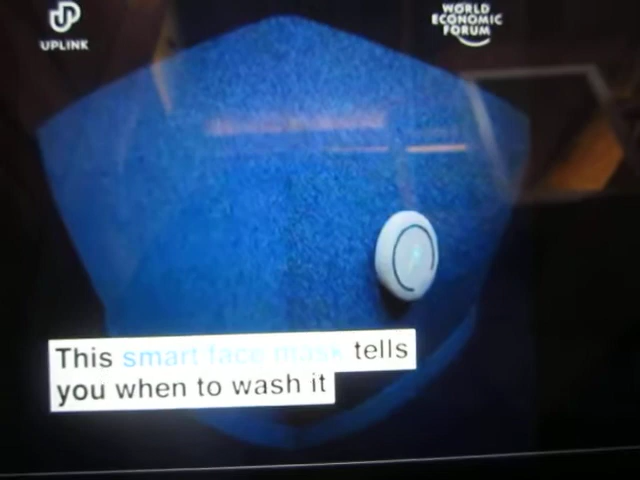 UPLINK
WORLD
ECONOMIC
FORUM
This smart face mask tells
you when to wash it